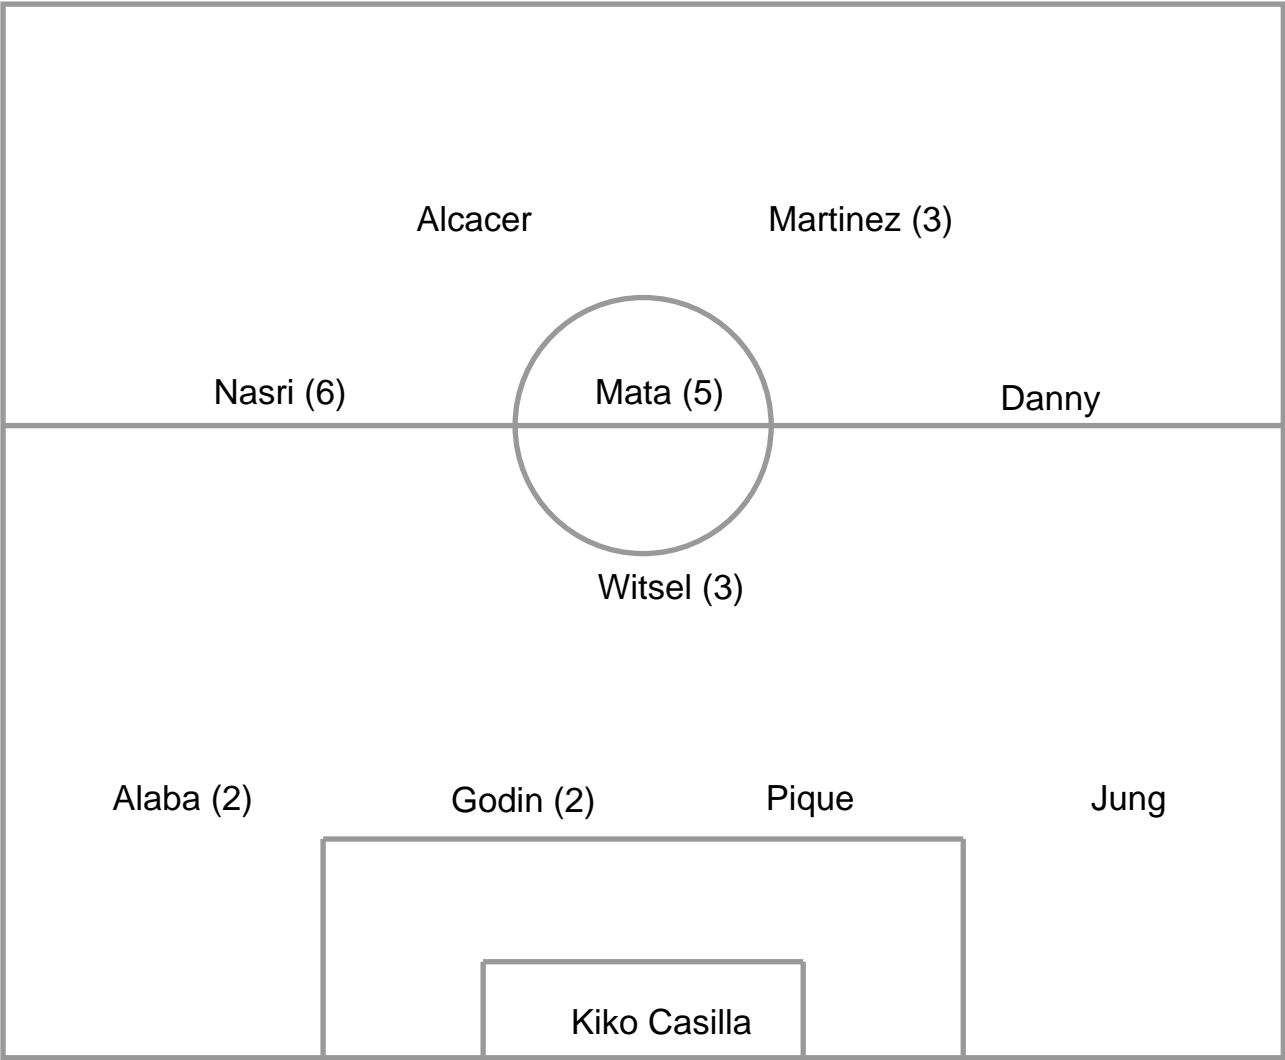 Alcacer
Martinez (3)
Nasri (6)
Mata (5)
Danny
Witsel (3)
Alaba (2)
Godin (2)
Pique
Jung
Kiko Casilla